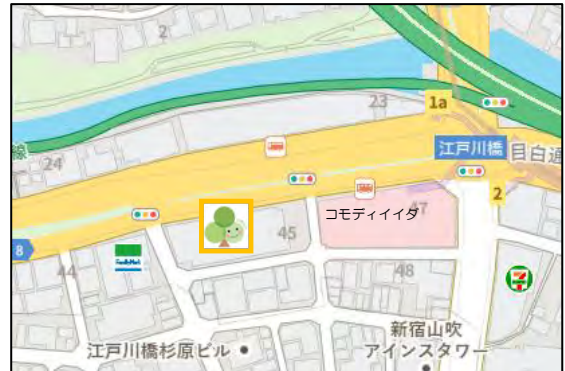 2
23
1a
線
24
江戸川橋
目白通
2
コモディイイダ
47
45
8
44
FamilyMart
48
新宿山吹
アインスタワー
江戸川橋杉原ビル